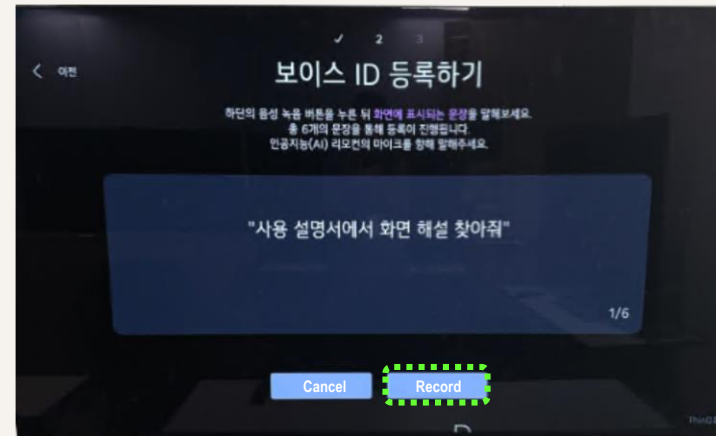 ✓ 2 3
< 이전
보이스 ID 등록하기
하단의 음성 녹음 버튼을 누른 뒤 화면에 표시되는 문장을 말해보세요.
총 6개의 문장을 통해 등록이 진행됩니다.
인공지능(AI) 리모컨의 마이크를 향해 말해주세요.
"사용 설명서에서 화면 해설 찾아줘"
1/6
Cancel
Record